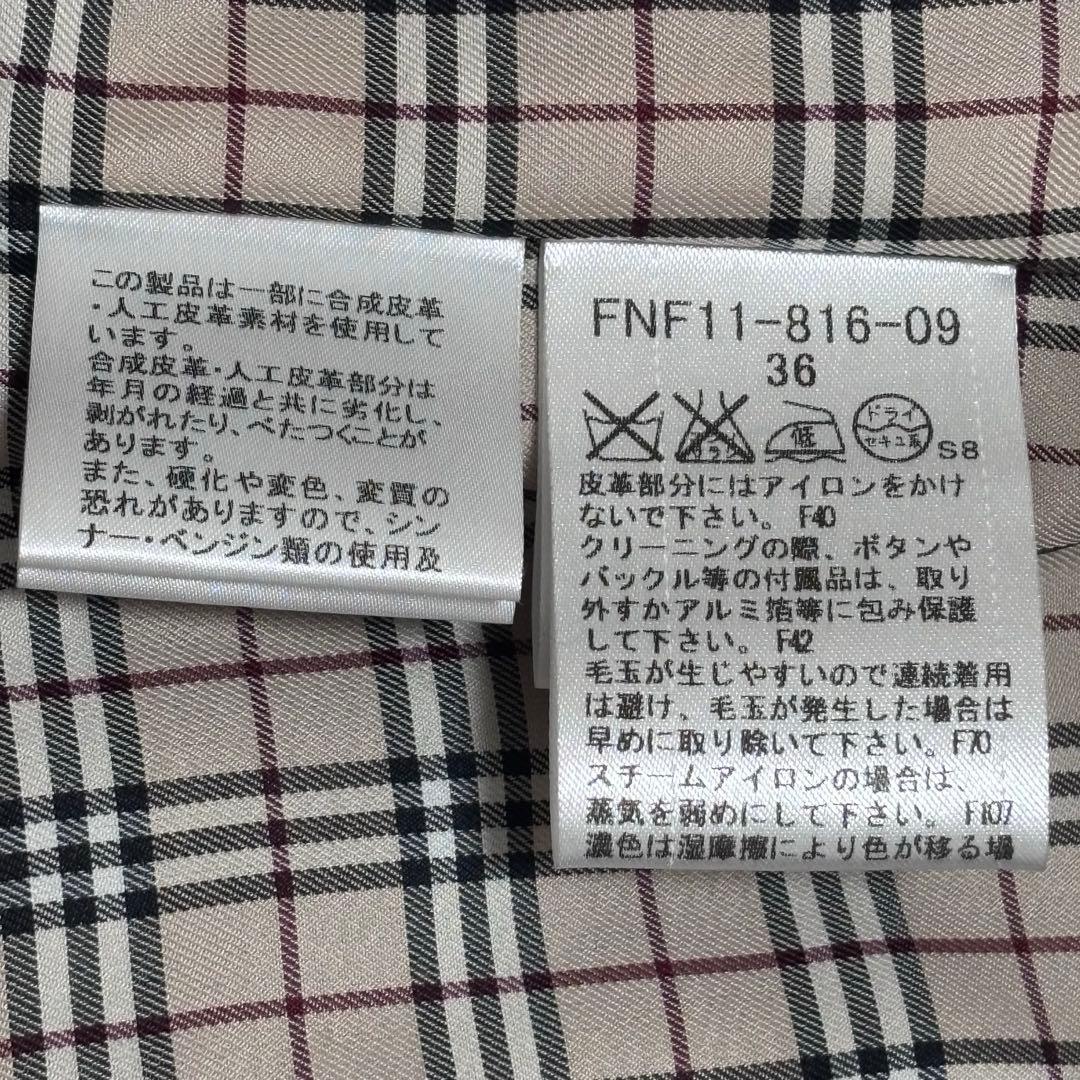 この製品は一部に合成皮革
・人工皮革素材を使用して
います。
合成皮革・人工皮革部分は
年月の経過と共に劣化し、
剥がれたり、べたつくことが
あります。
また、硬化や変色、変質の
恐れがありますので、シン
ナー・ベンジン類の使用及
FNF11-816-09
36
エンソサラシ
低
ドライ
セキユ系
S8
皮革部分にはアイロンをかけ
ないで下さい。 F40
クリーニングの際、ボタンや
バックル等の付属品は、取り
外すかアルミ箔等に包み保護
して下さい。 F42
毛玉が生じやすいので連続着用
は避け、毛玉が発生した場合は
早めに取り除いて下さい。F70
スチームアイロンの場合は、
蒸気を弱めにして下さい。 F107
濃色は湿摩擦により色が移る場